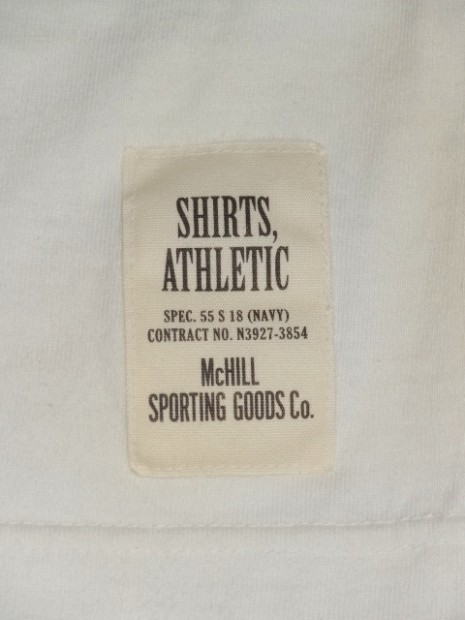 SHIRTS,
ATHLETIC
SPEC. 55 S 18 (NAVY)
CONTRACT NO. N3927-3854
McHILL
SPORTING GOODS Co.